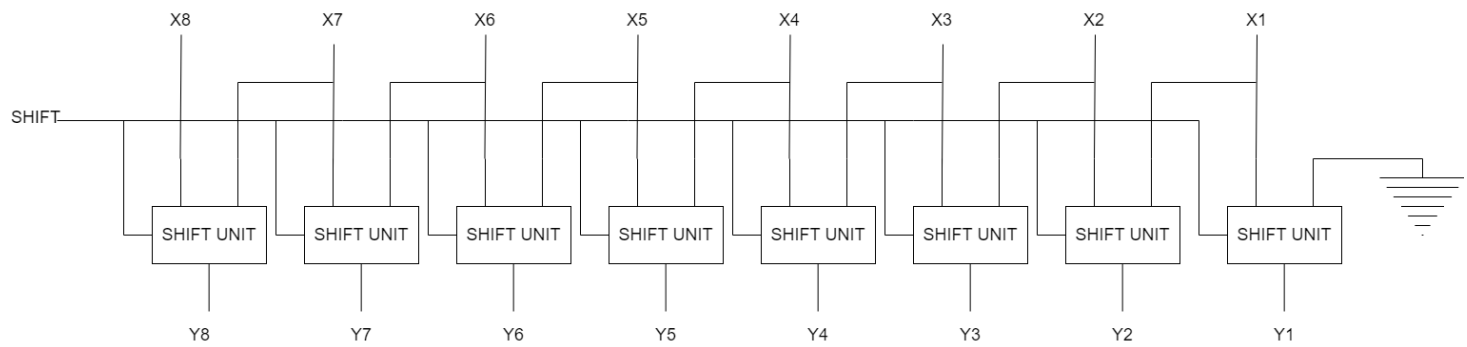 X8 X7 X6 X5 X4 X3 X2 X1
SHIFT
SHIFT UNIT SHIFT UNIT SHIFT UNIT SHIFT UNIT SHIFT UNIT SHIFT UNIT SHIFT UNIT SHIFT UNIT
Y8 Y7 Y6 Y5 Y4 Y3 Y2 Y1